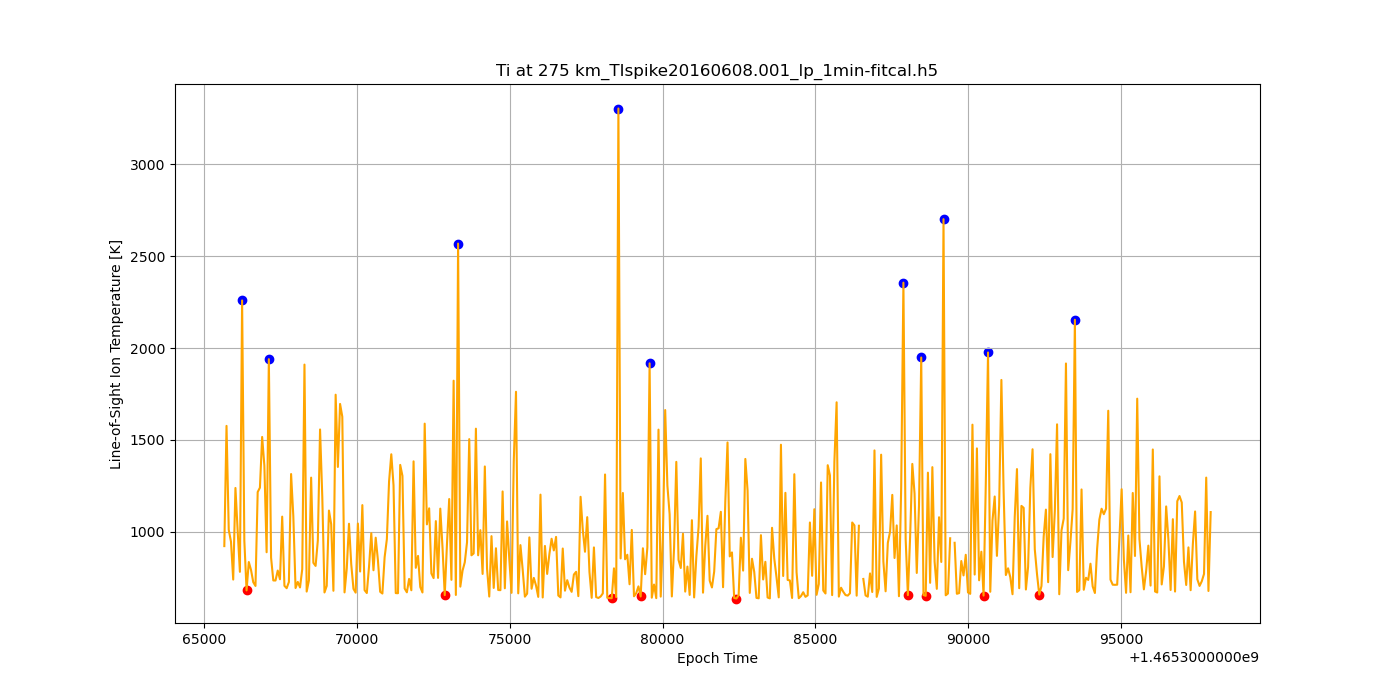 Ti at 275 km_TIspike20160608.001_lp_1min-fitcal.h5
Line-of-Sight Ion Temperature [K]
3000
2500
2000
1500
1000
65000 70000 75000 80000 85000 90000 95000
Epoch Time
+1.4653000000e9